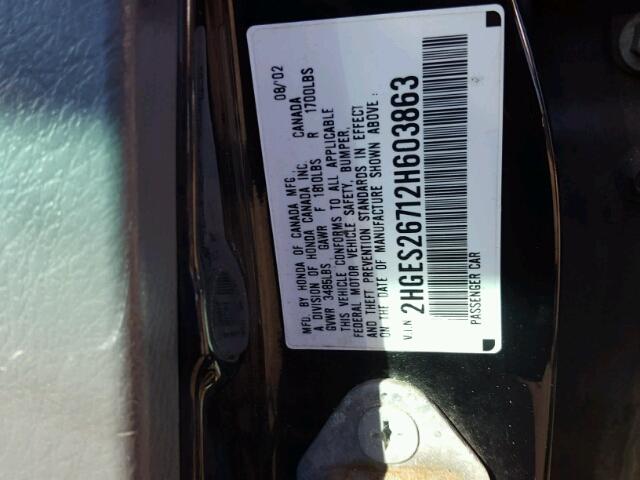 MFD. BY HONDA OF CANADA MFG., CANADA 08/'02
A DIVISION OF HONDA CANADA INC.
GVWR 3485LBS GAWR F 1810LBS R 1700LBS
THIS VEHICLE CONFORMS TO ALL APPLICABLE
FEDERAL MOTOR VEHICLE SAFETY, BUMPER,
AND THEFT PREVENTION STANDARDS IN EFFECT
ON THE DATE OF MANUFACTURE SHOWN ABOVE:
V.I.N 2HGES26712H603863
PASSENGER CAR